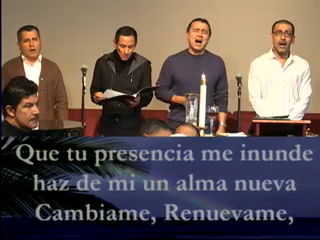 Que tu presencia me inunde
haz de mi un alma nueva
Cambiame, Renuevame,